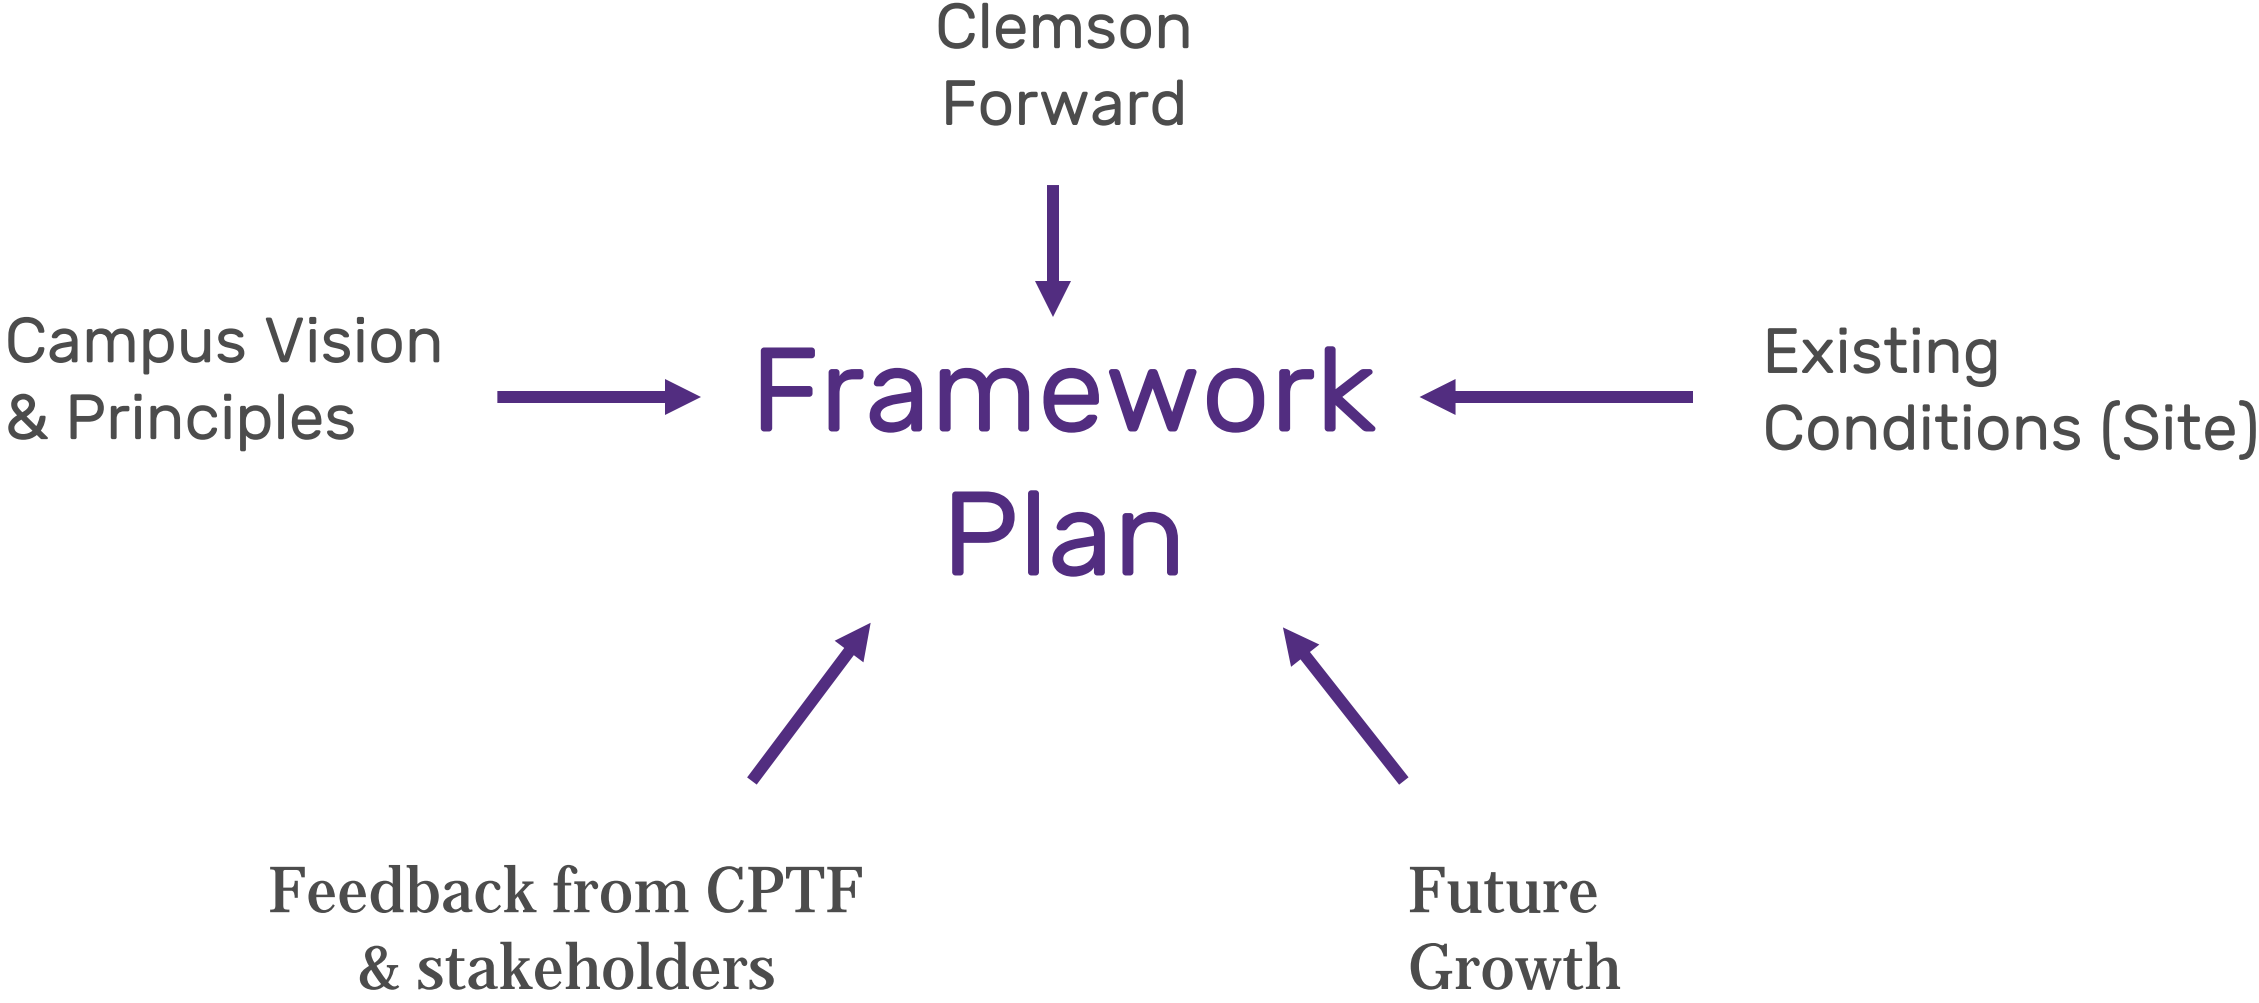 Clemson
Forward
Campus Vision
& Principles
Framework
Plan
Existing
Conditions (Site)
Feedback from CPTF
& stakeholders
Future
Growth